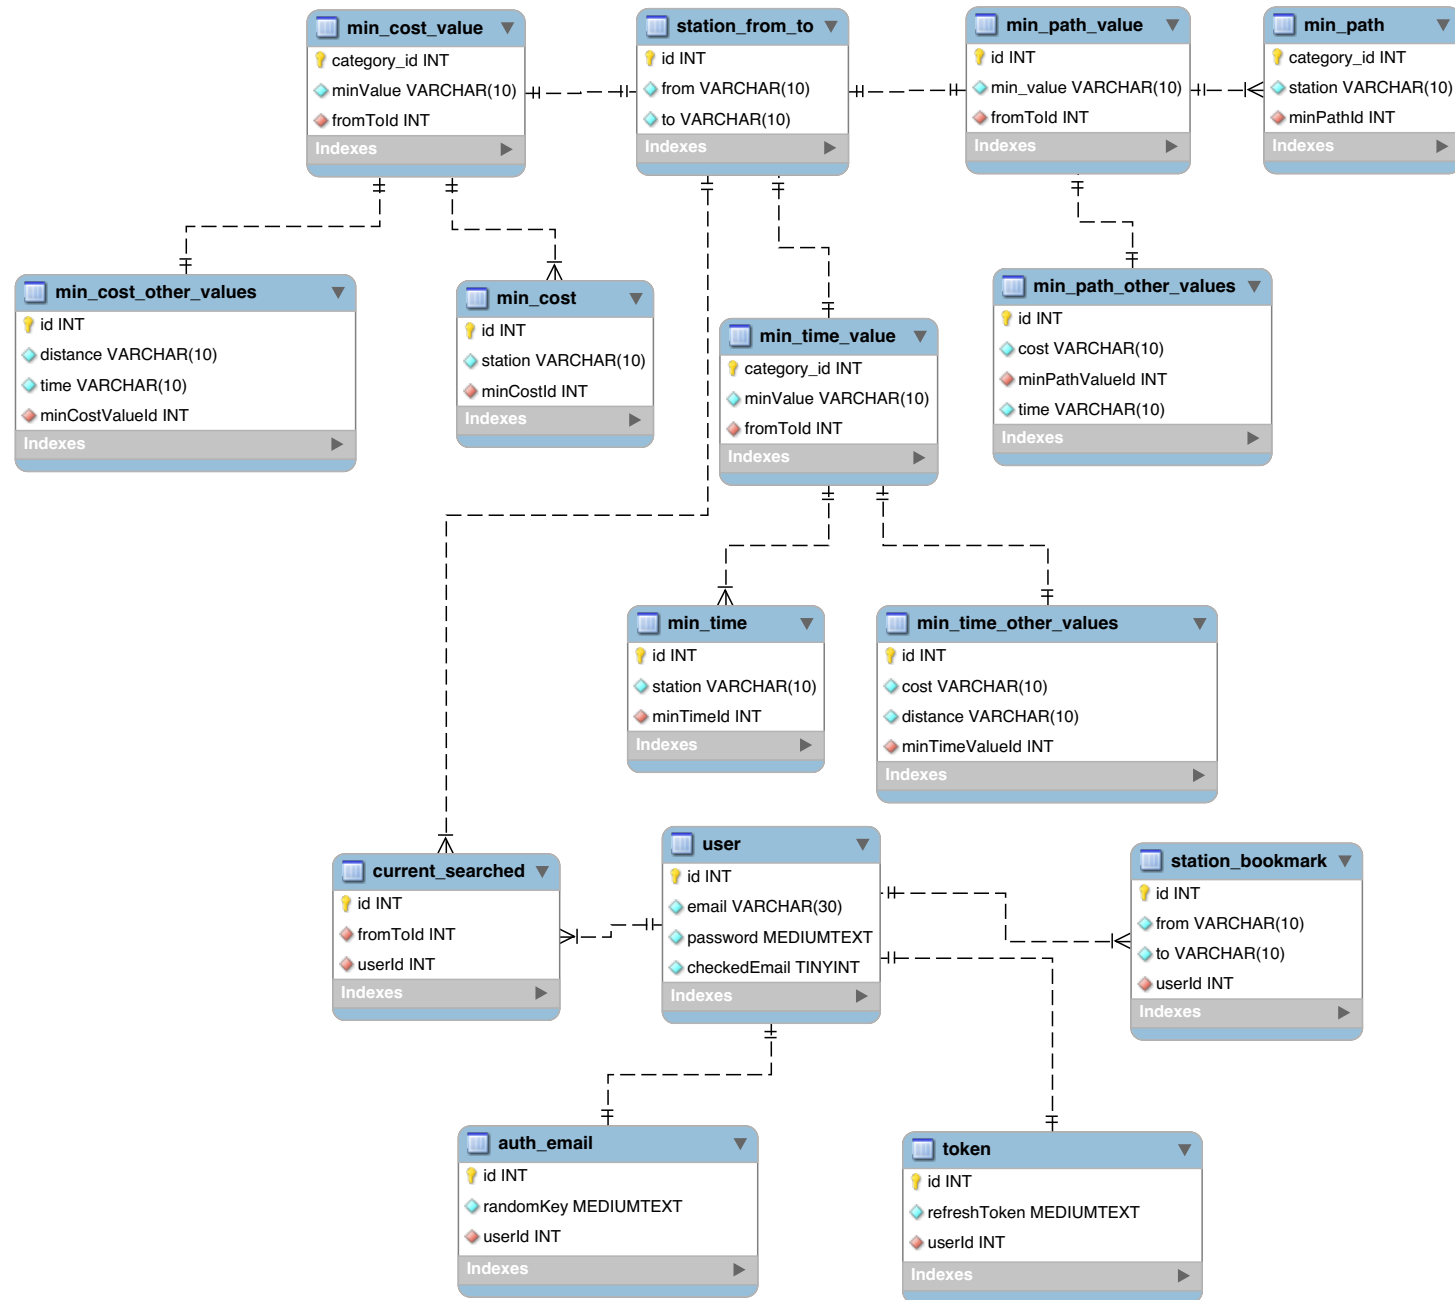 min_cost_value
category_id INT
minValue VARCHAR(10)
fromToId INT
Indexes
station_from_to
id INT
from VARCHAR(10)
to VARCHAR(10)
Indexes
min_path_value
id INT
min_value VARCHAR(10)
fromToId INT
Indexes
min_path
category_id INT
station VARCHAR(10)
minPathId INT
Indexes
min_cost_other_values
id INT
distance VARCHAR(10)
time VARCHAR(10)
minCostValueId INT
Indexes
min_cost
id INT
station VARCHAR(10)
minCostId INT
Indexes
min_time_value
category_id INT
minValue VARCHAR(10)
fromToId INT
Indexes
min_path_other_values
id INT
cost VARCHAR(10)
minPathValueId INT
time VARCHAR(10)
Indexes
min_time
id INT
station VARCHAR(10)
minTimeId INT
Indexes
min_time_other_values
id INT
cost VARCHAR(10)
distance VARCHAR(10)
minTimeValueId INT
Indexes
current_searched
id INT
fromToId INT
userId INT
Indexes
user
id INT
email VARCHAR(30)
password MEDIUMTEXT
checkedEmail TINYINT
Indexes
station_bookmark
id INT
from VARCHAR(10)
to VARCHAR(10)
userId INT
Indexes
auth_email
id INT
randomKey MEDIUMTEXT
userId INT
Indexes
token
id INT
refreshToken MEDIUMTEXT
userId INT
Indexes